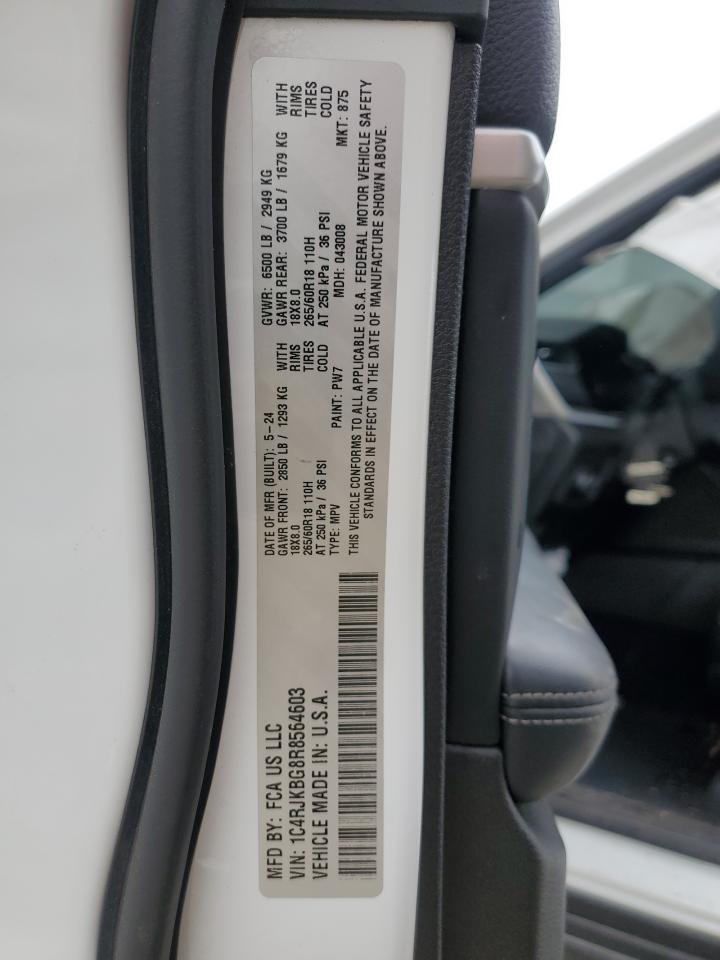 MFD BY: FCA US LLC
VIN: 1C4RJKBG8R8564603
VEHICLE MADE IN: U.S.A.
DATE OF MFR (BUILT): 5-24 GVWR: 6500 LB / 2949 KG
GAWR FRONT: 2850 LB / 1293 KG WITH GAWR REAR: 3700 LB / 1679 KG WITH
18X8.0 RIMS 18X8.0 RIMS
265/60R18 110H TIRES 265/60R18 110H TIRES
AT 250 kPa / 36 PSI COLD AT 250 kPa / 36 PSI COLD
TYPE: MPV PAINT: PW7 MDH: 043008 MKT: 875
THIS VEHICLE CONFORMS TO ALL APPLICABLE U.S.A. FEDERAL MOTOR VEHICLE SAFETY
STANDARDS IN EFFECT ON THE DATE OF MANUFACTURE SHOWN ABOVE.